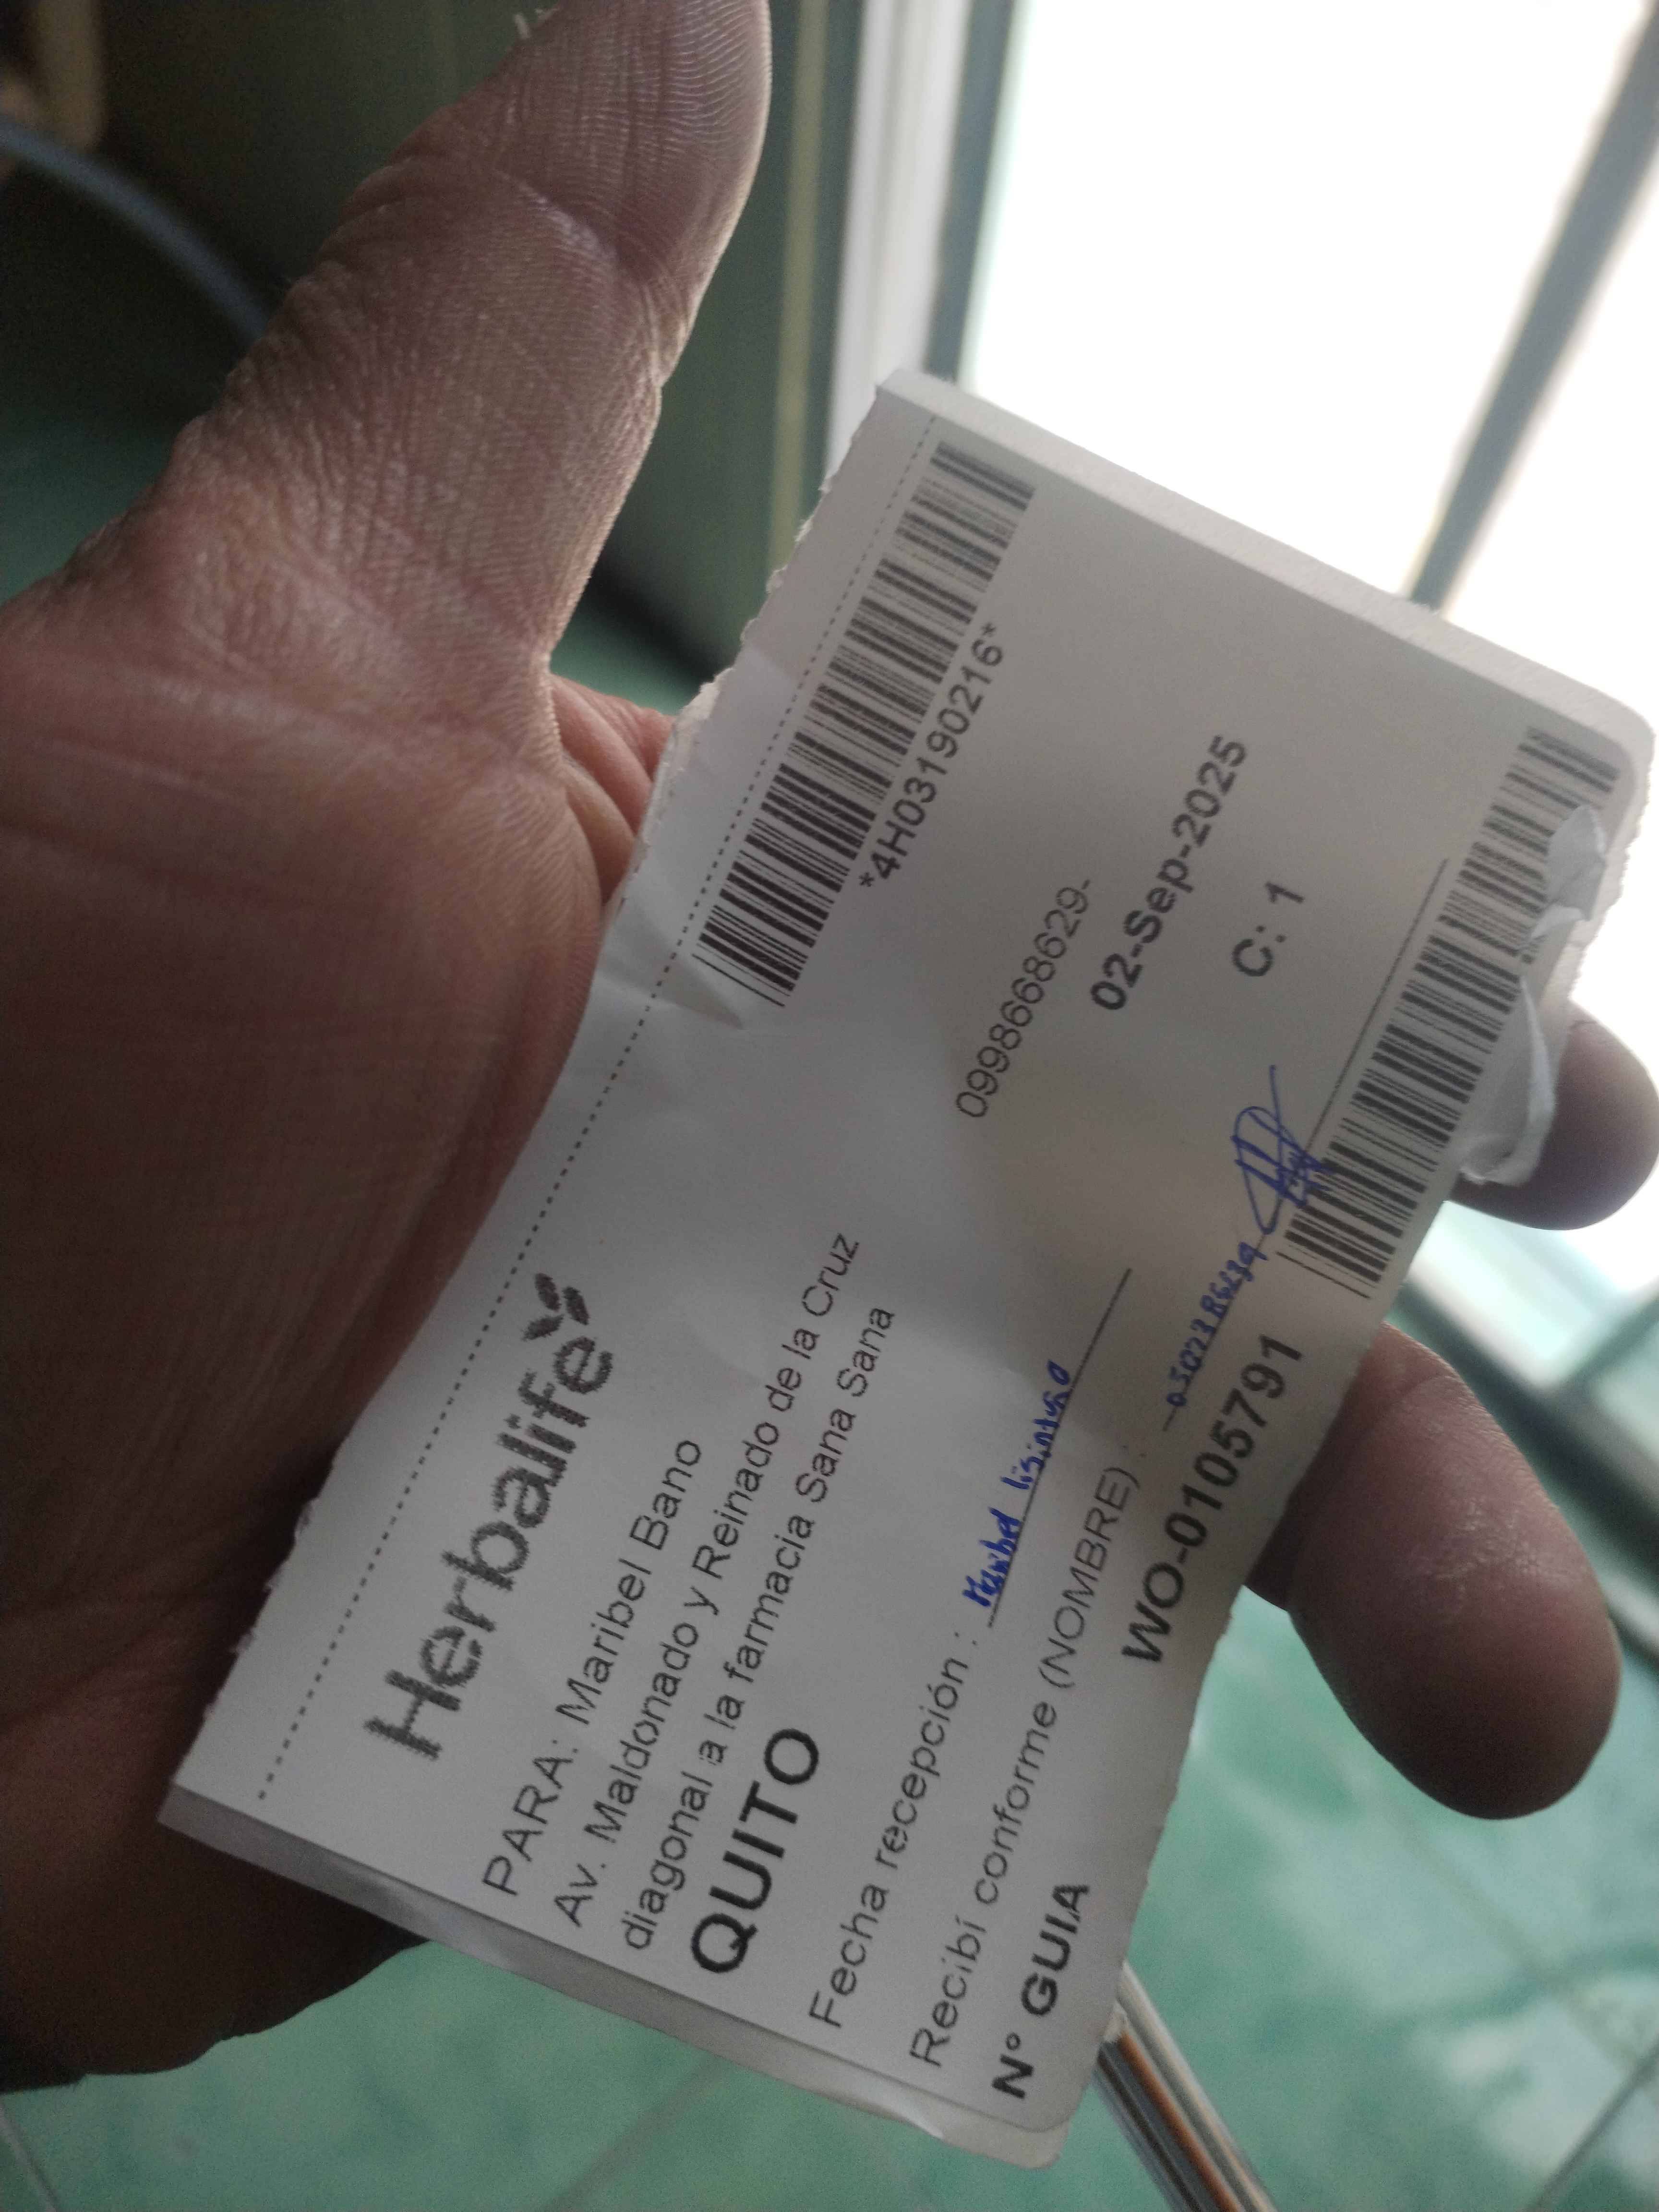 *4H03190216*
Herbalife
PARA: Maribel Bano
Av. Maldonado y Reinado de la Cruz
diagonal a la farmacia Sana Sana
0998668629-
QUITO
02-Sep-2025
Fecha recepción : Maribel
C: 1
Recibí conforme (NOMBRE) :
N° GUIA WO-0105791